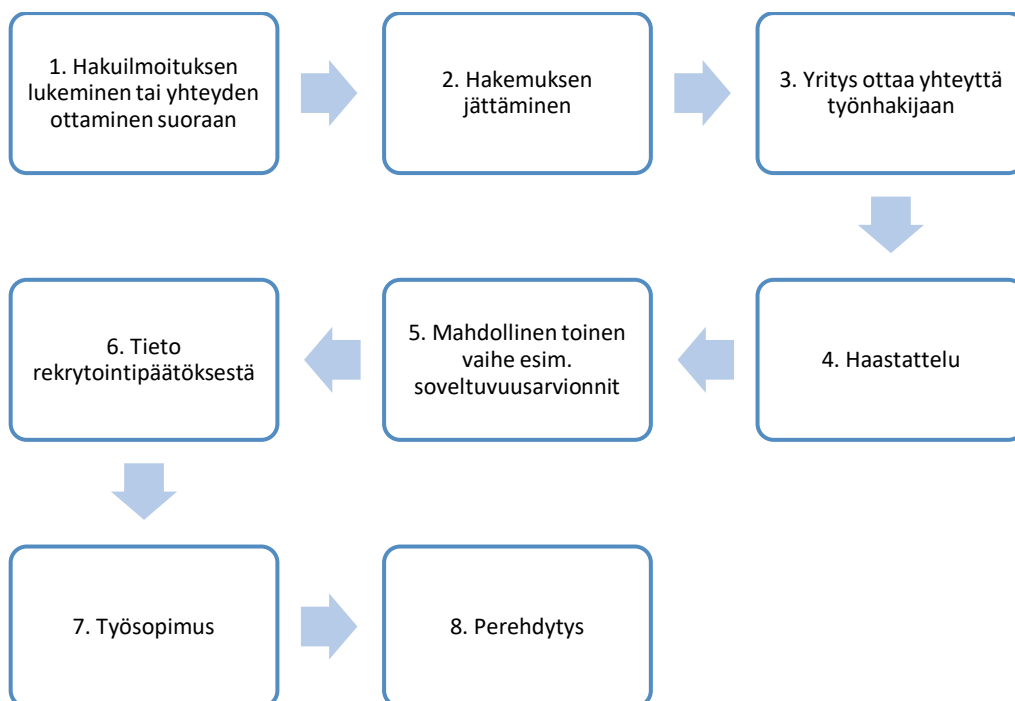 1. Hakuilmoituksen
lukeminen tai yhteyden
ottaminen suoraan
2. Hakemuksen
jättäminen
3. Yritys ottaa yhteyttä
työnhakijaan
4. Haastattelu
5. Mahdollinen toinen
vaihe esim.
soveltuvuusarvionnit
6. Tieto
rekrytointipäätöksestä
7. Työsopimus
8. Perehdytys